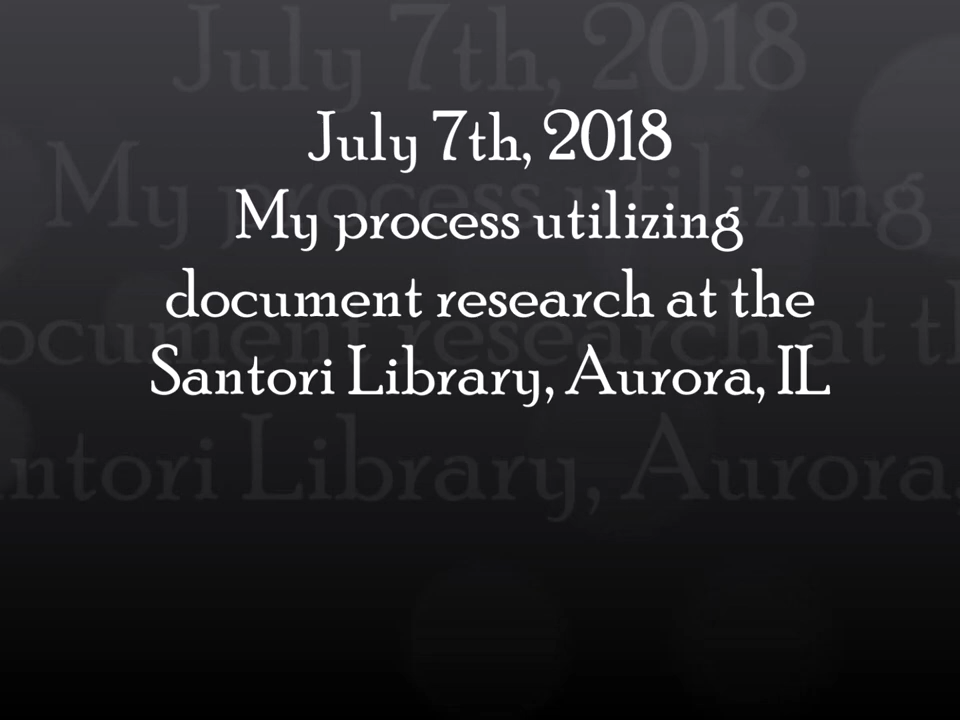 July 7th, 2018
My process utilizing
document research at the
Santori Library, Aurora, IL